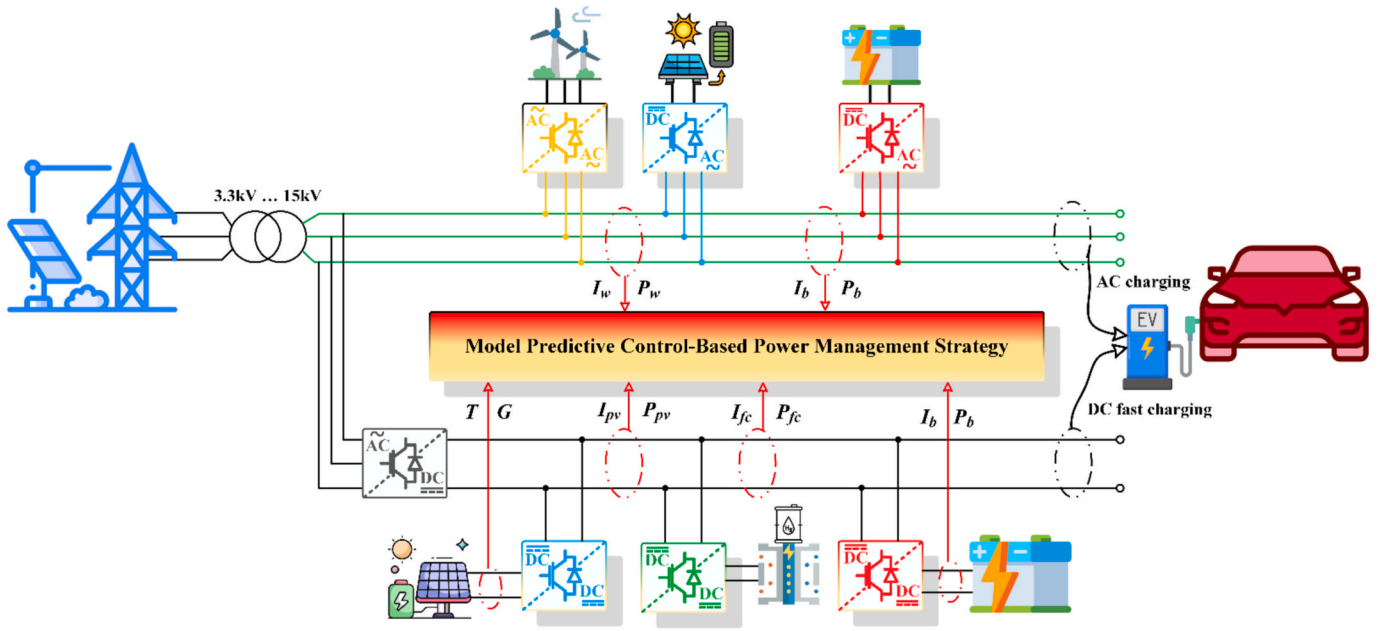 AC
AC
DC
AC
DC
AC
3.3kV ... 15kV
I_w P_w
I_b P_b
AC charging
EV
Model Predictive Control-Based Power Management Strategy
T G
I_pv P_pv
I_fc P_fc
I_b P_b
DC fast charging
AC
DC
H₂
DC
DC
DC
DC
DC
DC